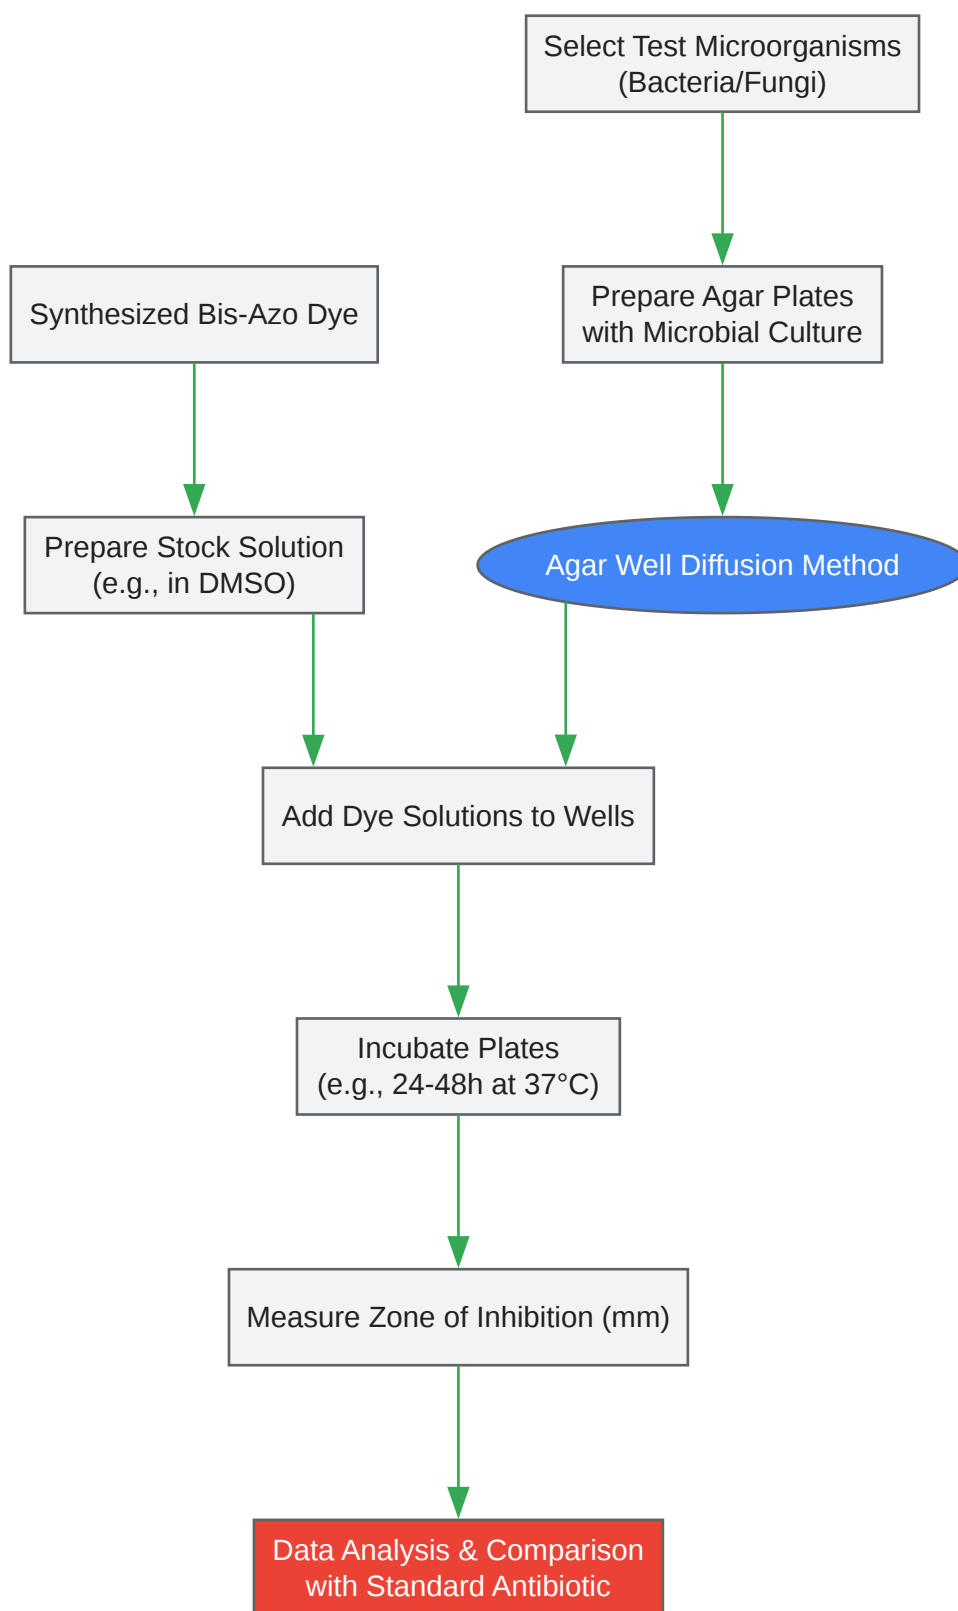 Select Test Microorganisms
(Bacteria/Fungi)
Synthesized Bis-Azo Dye
Prepare Agar Plates
with Microbial Culture
Prepare Stock Solution
(e.g., in DMSO)
Agar Well Diffusion Method
Add Dye Solutions to Wells
Incubate Plates
(e.g., 24-48h at 37°C)
Measure Zone of Inhibition (mm)
Data Analysis & Comparison
with Standard Antibiotic